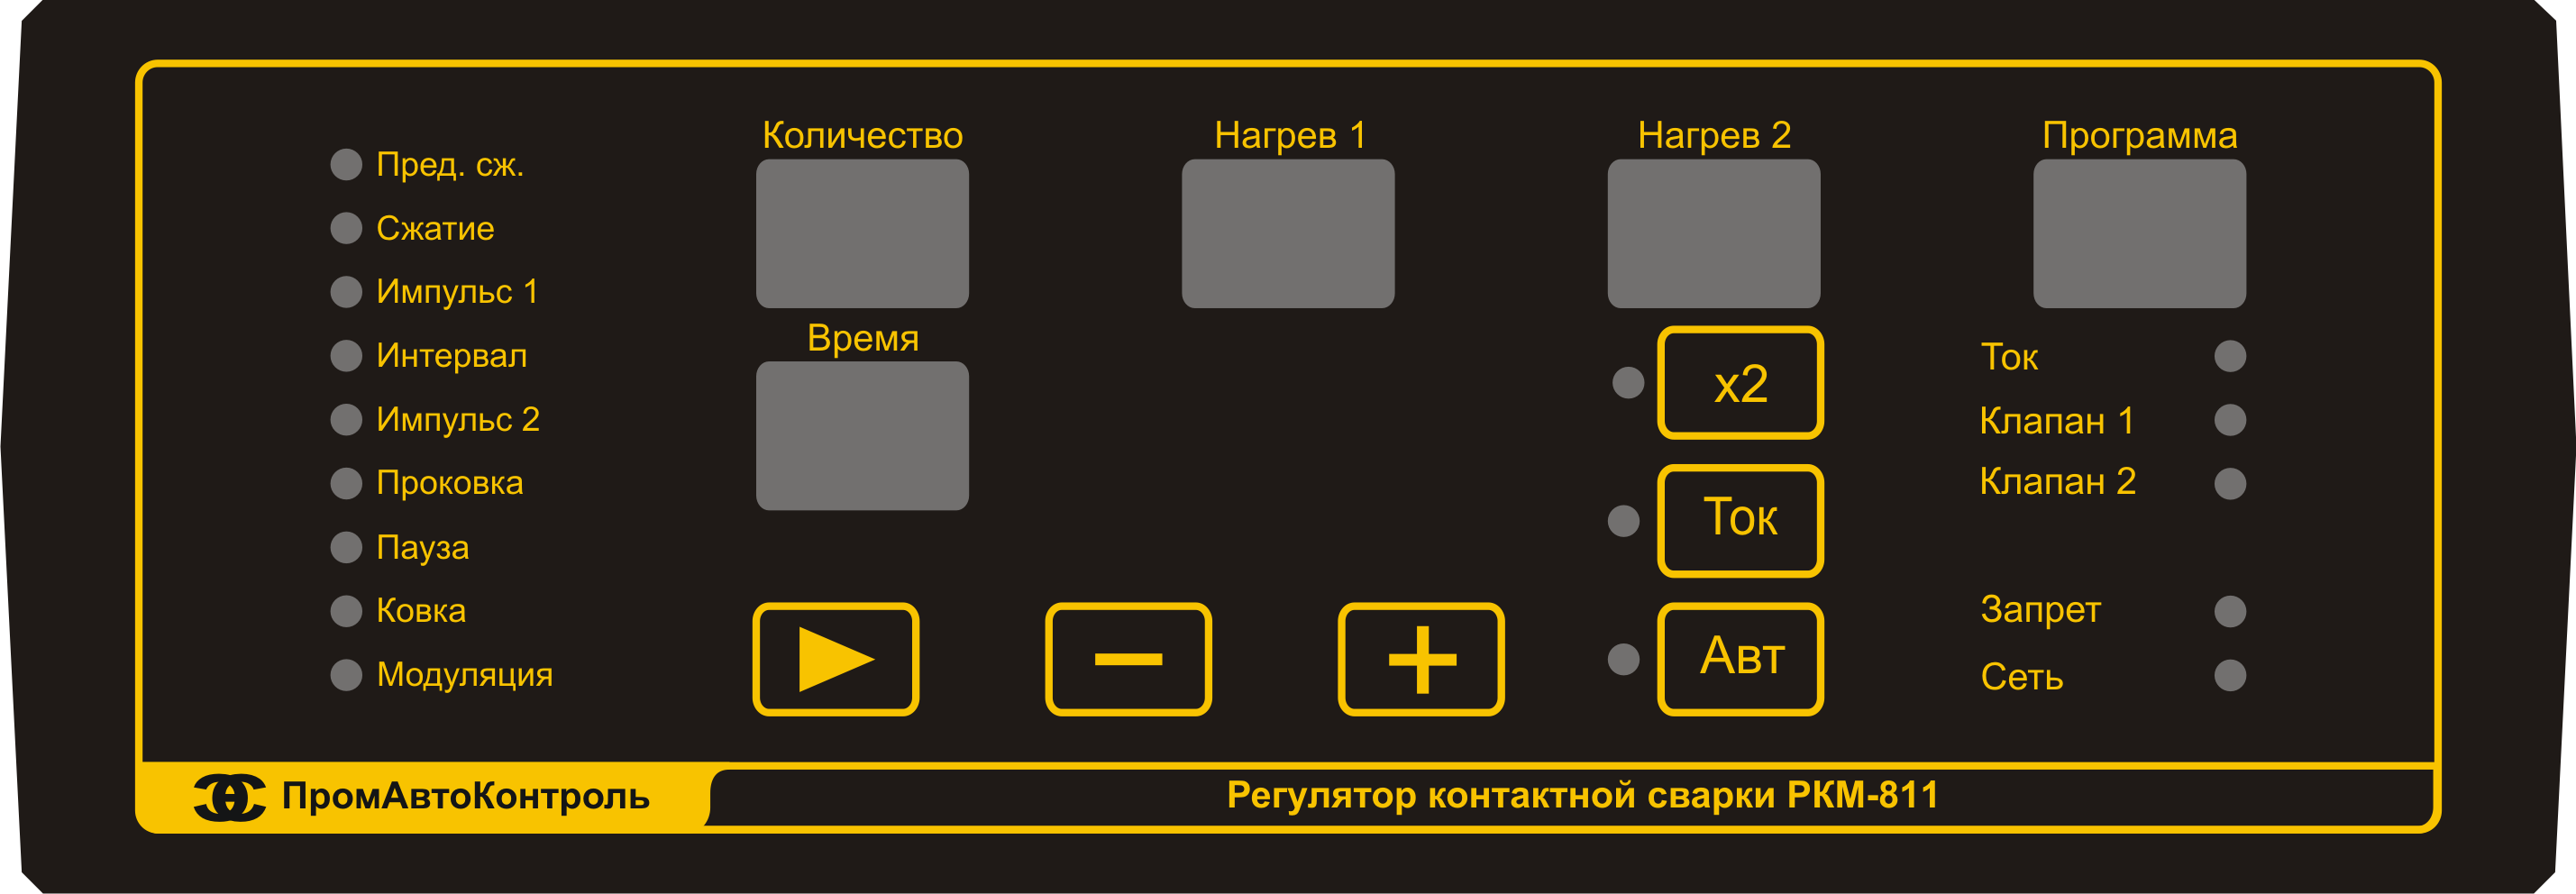 Пред. сж.
Сжатие
Импульс 1
Интервал
Импульс 2
Проковка
Пауза
Ковка
Модуляция
Количество
Время
Нагрев 1
Нагрев 2
Программа
x2
Ток
Авт
Ток
Клапан 1
Клапан 2
Запрет
Сеть
ПромАвтоКонтроль
Регулятор контактной сварки РКМ-811